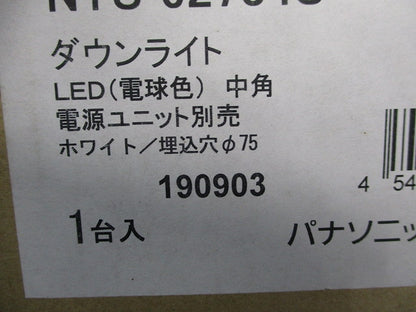 ダウンライト
LED(電球色) 中角
電源ユニット別売
ホワイト/埋込穴φ75
190903
4 54
1台入
パナソニッ